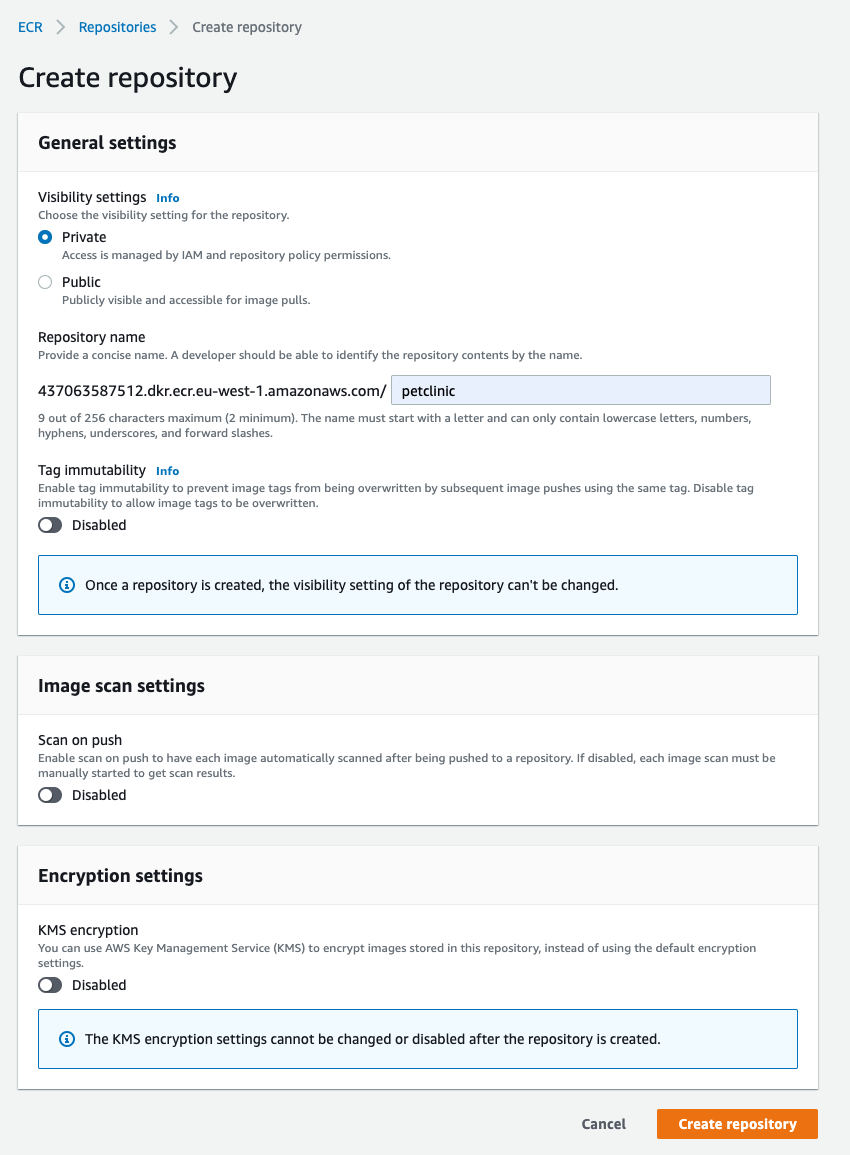 ECR > Repositories > Create repository
Create repository
General settings
Visibility settings Info
Choose the visibility setting for the repository.
Private
Access is managed by IAM and repository policy permissions.
Public
Publicly visible and accessible for image pulls.
Repository name
Provide a concise name. A developer should be able to identify the repository contents by the name.
437063587512.dkr.ecr.eu-west-1.amazonaws.com/ petclinic
9 out of 256 characters maximum (2 minimum). The name must start with a letter and can only contain lowercase letters, numbers,
hyphens, underscores, and forward slashes.
Tag immutability Info
Enable tag immutability to prevent image tags from being overwritten by subsequent image pushes using the same tag. Disable tag
immutability to allow image tags to be overwritten.
Disabled
Once a repository is created, the visibility setting of the repository can't be changed.
Image scan settings
Scan on push
Enable scan on push to have each image automatically scanned after being pushed to a repository. If disabled, each image scan must be
manually started to get scan results.
Disabled
Encryption settings
KMS encryption
You can use AWS Key Management Service (KMS) to encrypt images stored in this repository, instead of using the default encryption
settings.
Disabled
The KMS encryption settings cannot be changed or disabled after the repository is created.
Cancel Create repository